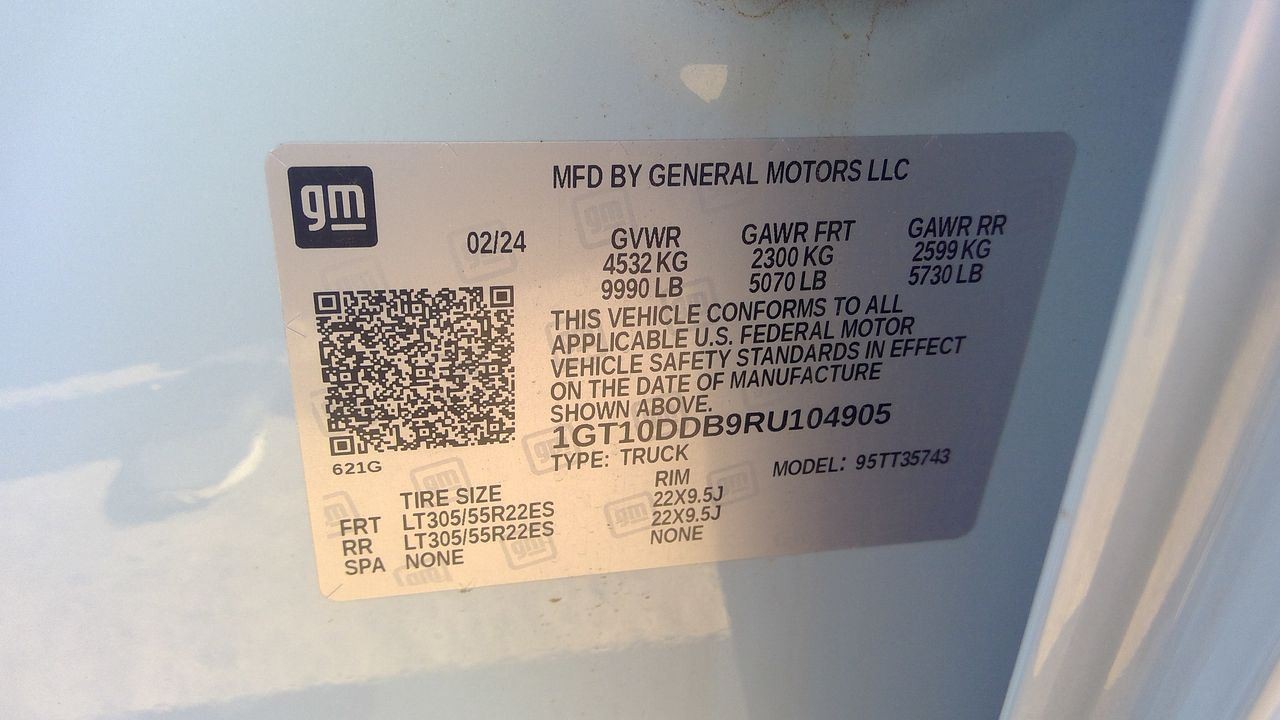 gm
MFD BY GENERAL MOTORS LLC
02/24
GVWR GAWR FRT GAWR RR
4532 KG 2300 KG 2599 KG
9990 LB 5070 LB 5730 LB
THIS VEHICLE CONFORMS TO ALL
APPLICABLE U.S. FEDERAL MOTOR
VEHICLE SAFETY STANDARDS IN EFFECT
ON THE DATE OF MANUFACTURE
SHOWN ABOVE.
1GT10DDB9RU104905
TYPE: TRUCK MODEL: 95TT35743
621G
TIRE SIZE RIM
FRT LT305/55R22ES 22X9.5J
RR LT305/55R22ES 22X9.5J
SPA NONE NONE